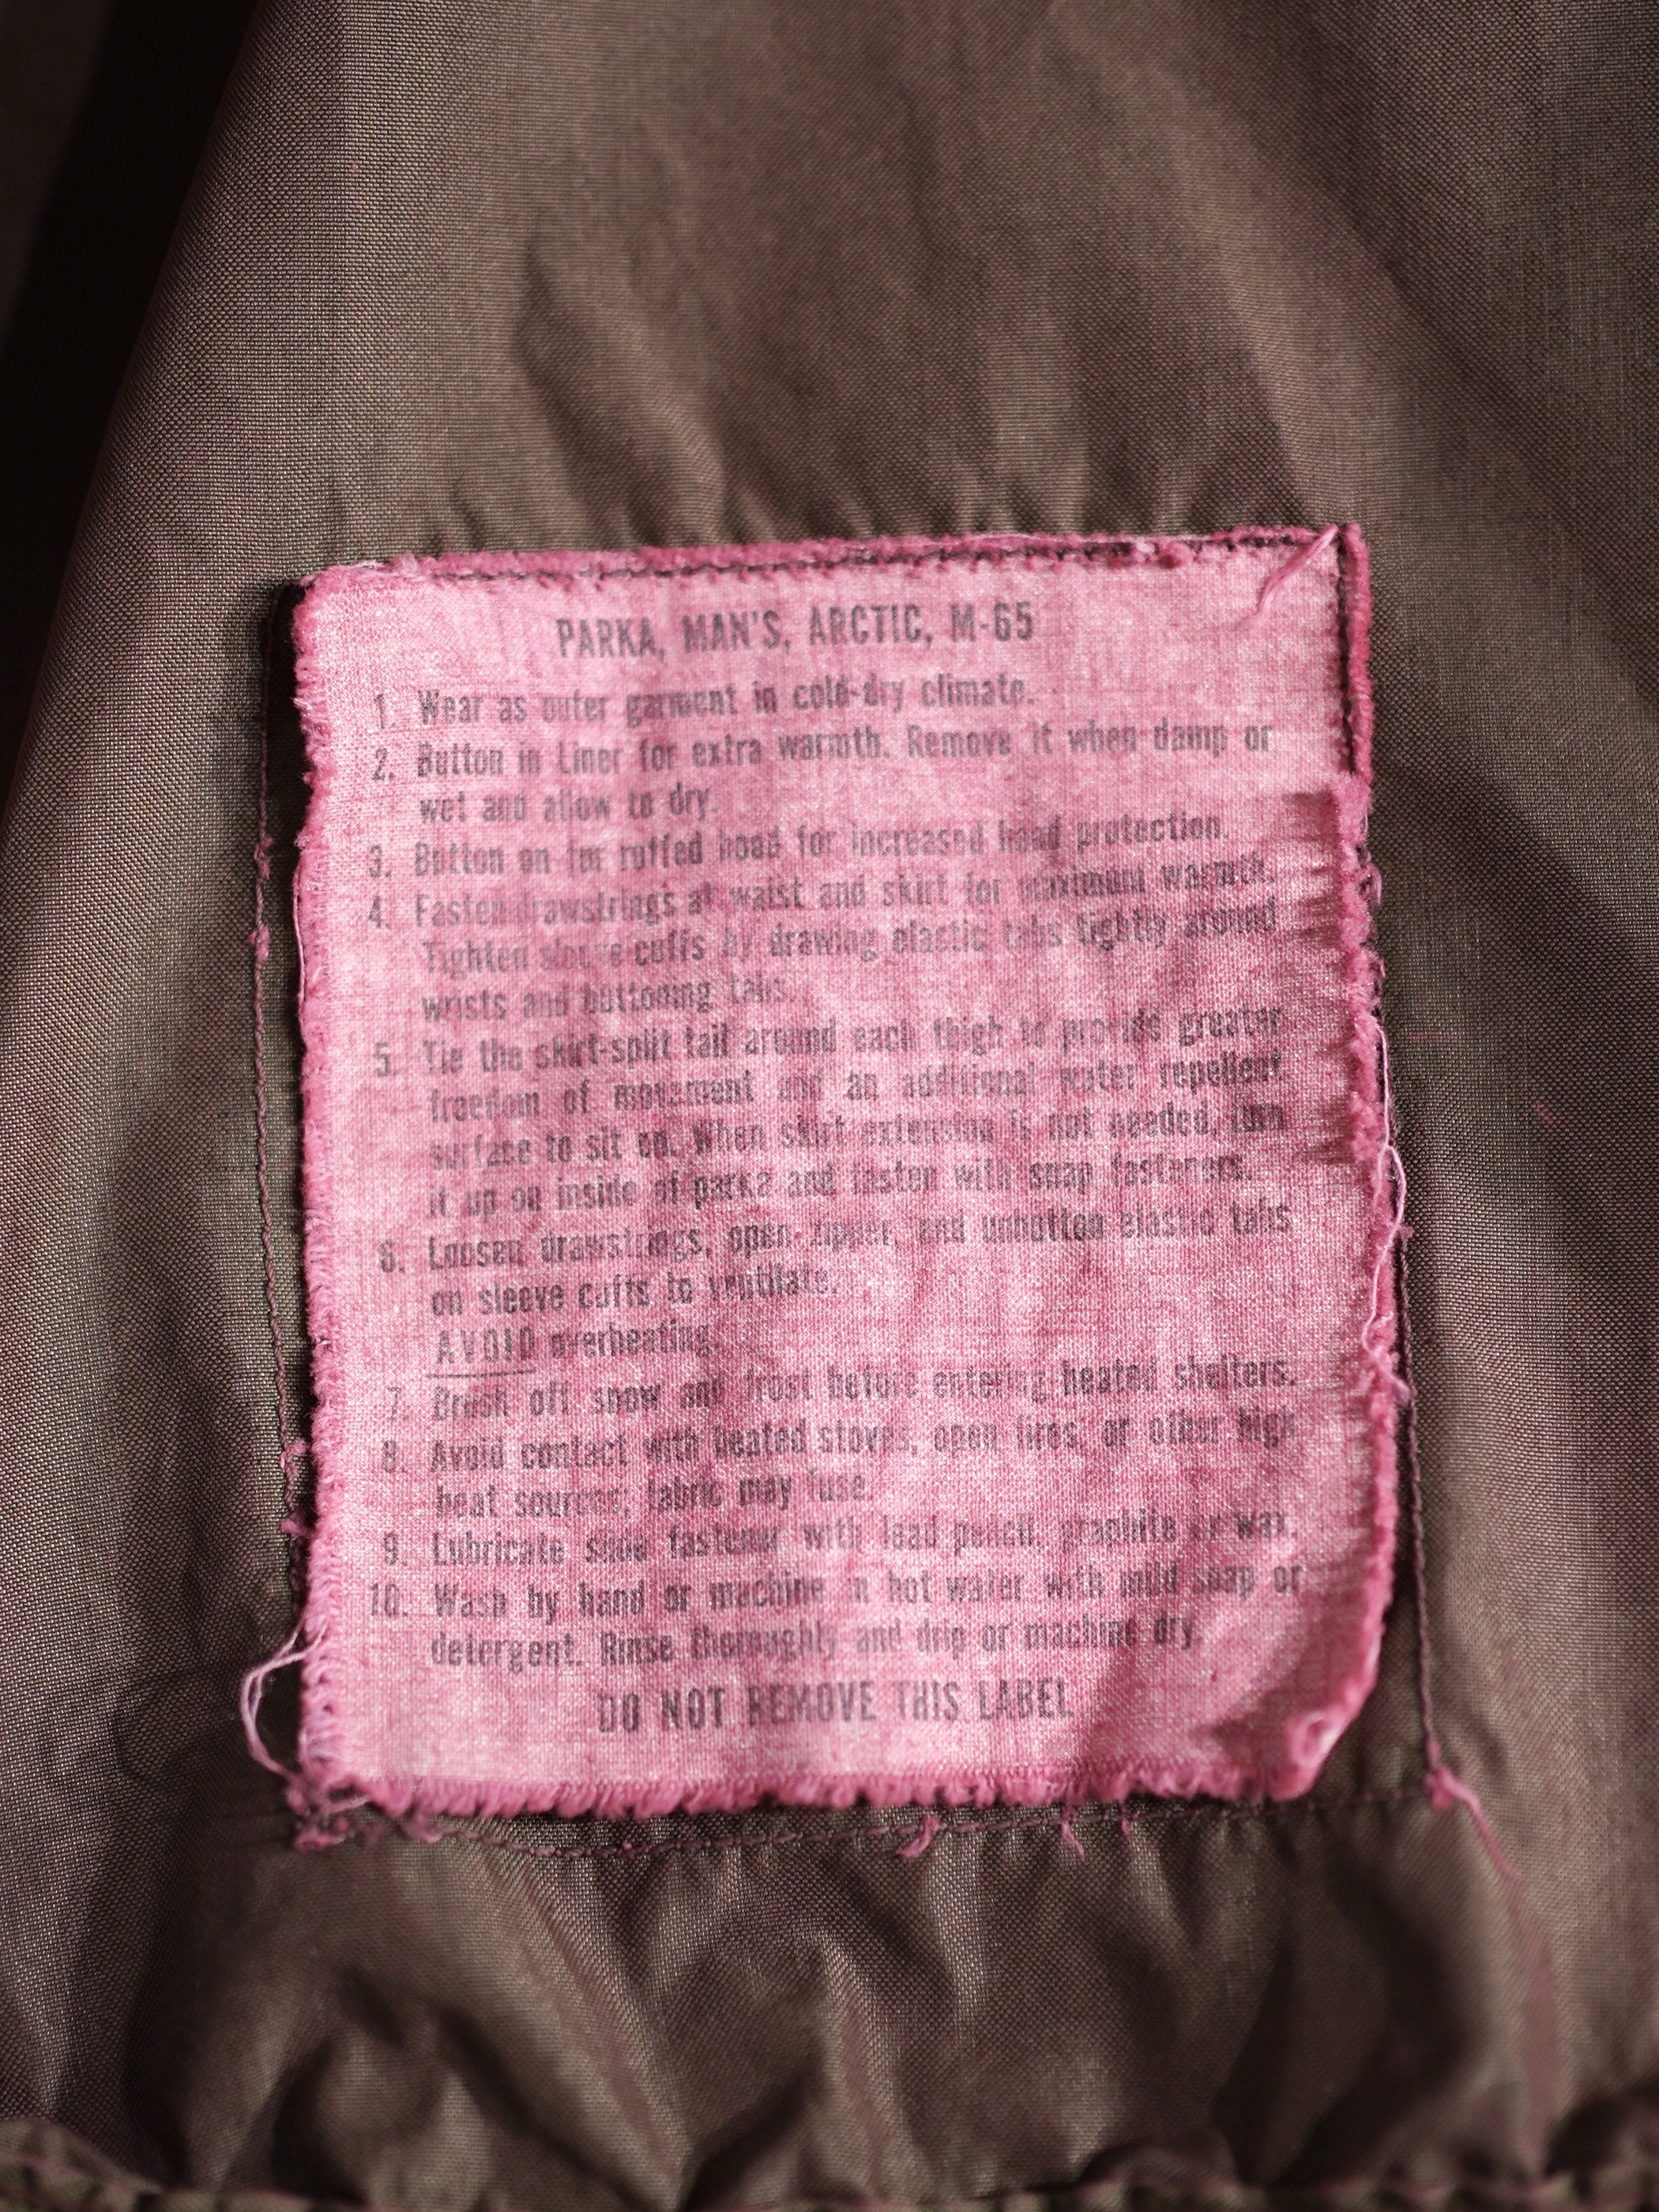 PARKA, MAN'S, ARCTIC, M-65
1. Wear as outer garment in cold-dry climate.
2. Button in Liner for extra warmth. Remove it when damp or
wet and allow to dry.
3. Button on fur ruffed hood for increased head protection.
4. Fasten drawstrings at waist and skirt for maximum warmth.
Tighten sleeve cuffs by drawing elastic tabs tightly around
wrists and buttoning tabs.
5. Tie the skirt-split tail around each thigh to provide greater
freedom of movement and an additional water repellent
surface to sit on. When skirt extension is not needed, turn
it up on inside of parka and fasten with snap fasteners.
6. Loosen drawstrings, open zipper, and unbutton elastic tabs
on sleeve cuffs to ventilate.
AVOID overheating.
7. Brush off snow and frost before entering heated shelters.
8. Avoid contact with heated stoves, open fires, or other high
heat sources; fabric may fuse.
9. Lubricate slide fastener with lead pencil, graphite or wax.
10. Wash by hand or machine in hot water with mild soap or
detergent. Rinse thoroughly and drip or machine dry.
DO NOT REMOVE THIS LABEL